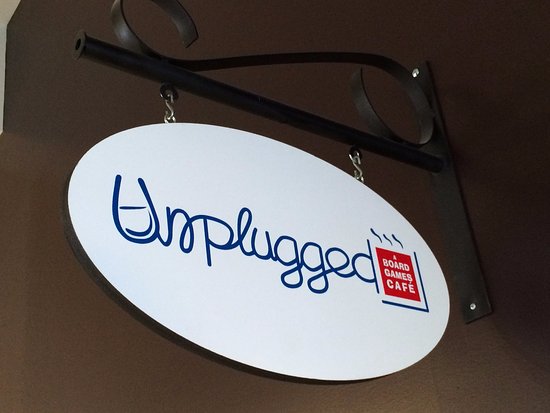 Unplugged
A
BOARD
GAMES
CAFÉ